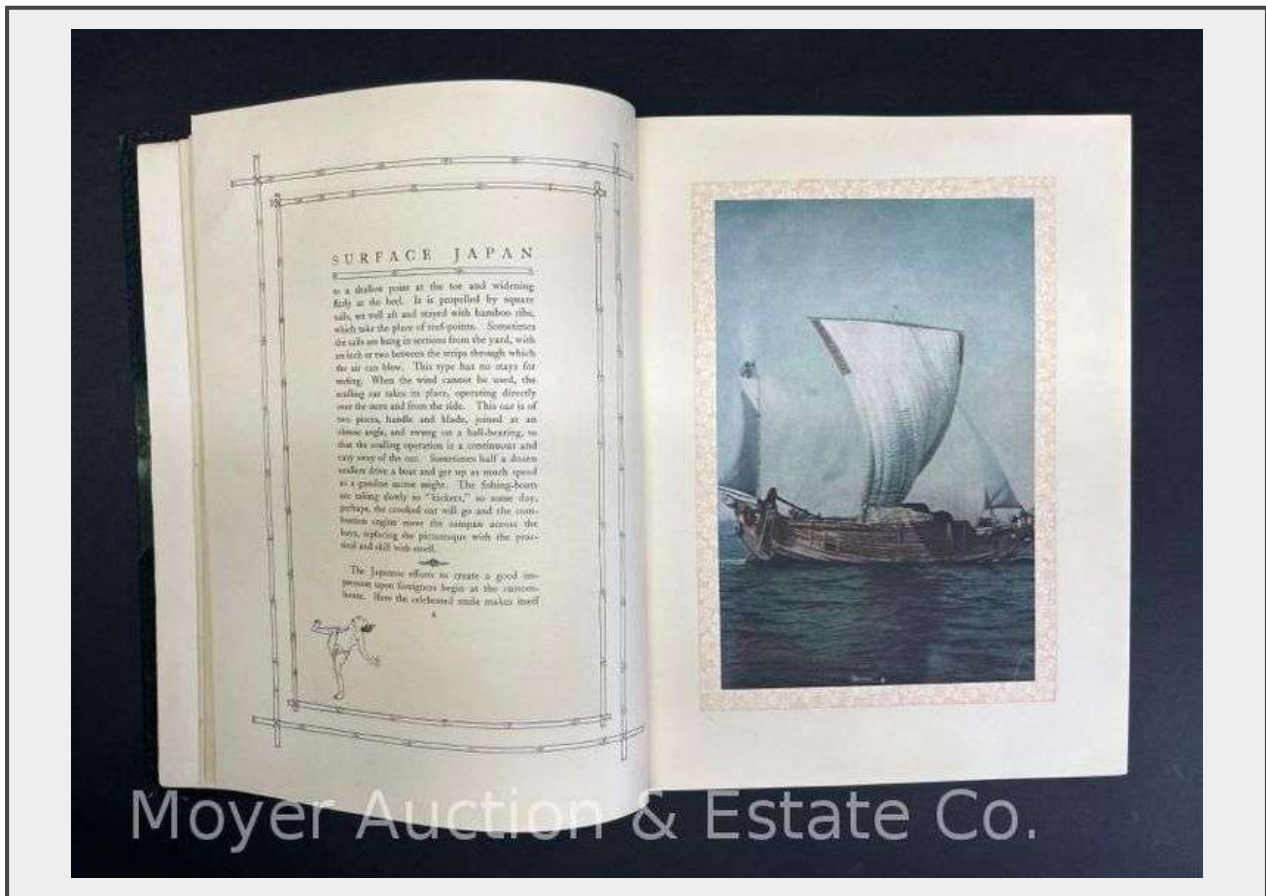 SURFACE JAPAN
to a shallow point at the toe and widening
at the heel. It is propelled by square
sails, set well aft and stayed with bamboo ribs,
which take the place of reef-points. Sometimes
the sails are hung in sections from the yard, with
an inch or two between the strips through which
the air can blow. This type has no stays for
When the wind cannot be used, the
sculling oar takes its place, operating directly
over the stern and from the side. This oar is of
two pieces, handle and blade, joined at an
obtuse angle, and swung on a ball-bearing, so
that the sculling operation is a continuous and
easy sway of the oar. Sometimes half a dozen
scullers drive a boat and get up as much speed
as a gasoline motor might. The fishing-boats
are taking slowly to "kickers," so some day,
perhaps, the crooked oar will go and the com-
bustion engine move the sampan across the
bays, replacing the picturesque with the prac-
tical and skill with smell.
The Japanese efforts to create a good im-
pression upon foreigners begin at the custom-
house. Here the celebrated smile makes itself
Moyer Auction & Estate Co.